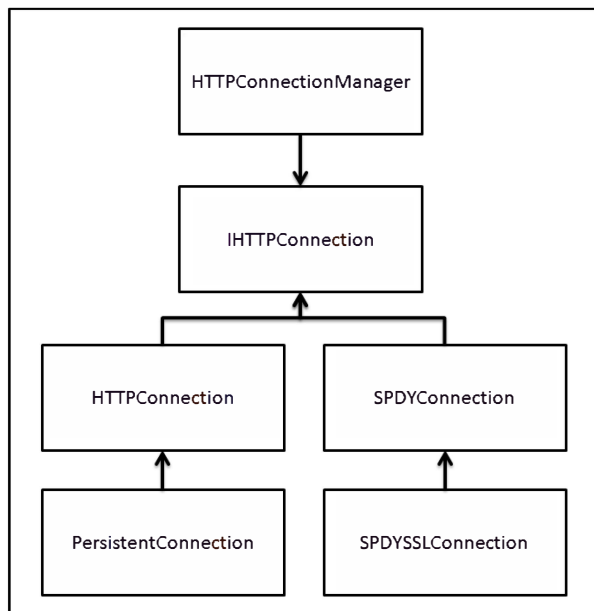 HTTPConnectionManager
IHTTPConnection
HTTPConnection
SPDYConnection
PersistentConnection
SPDYSSLConnection